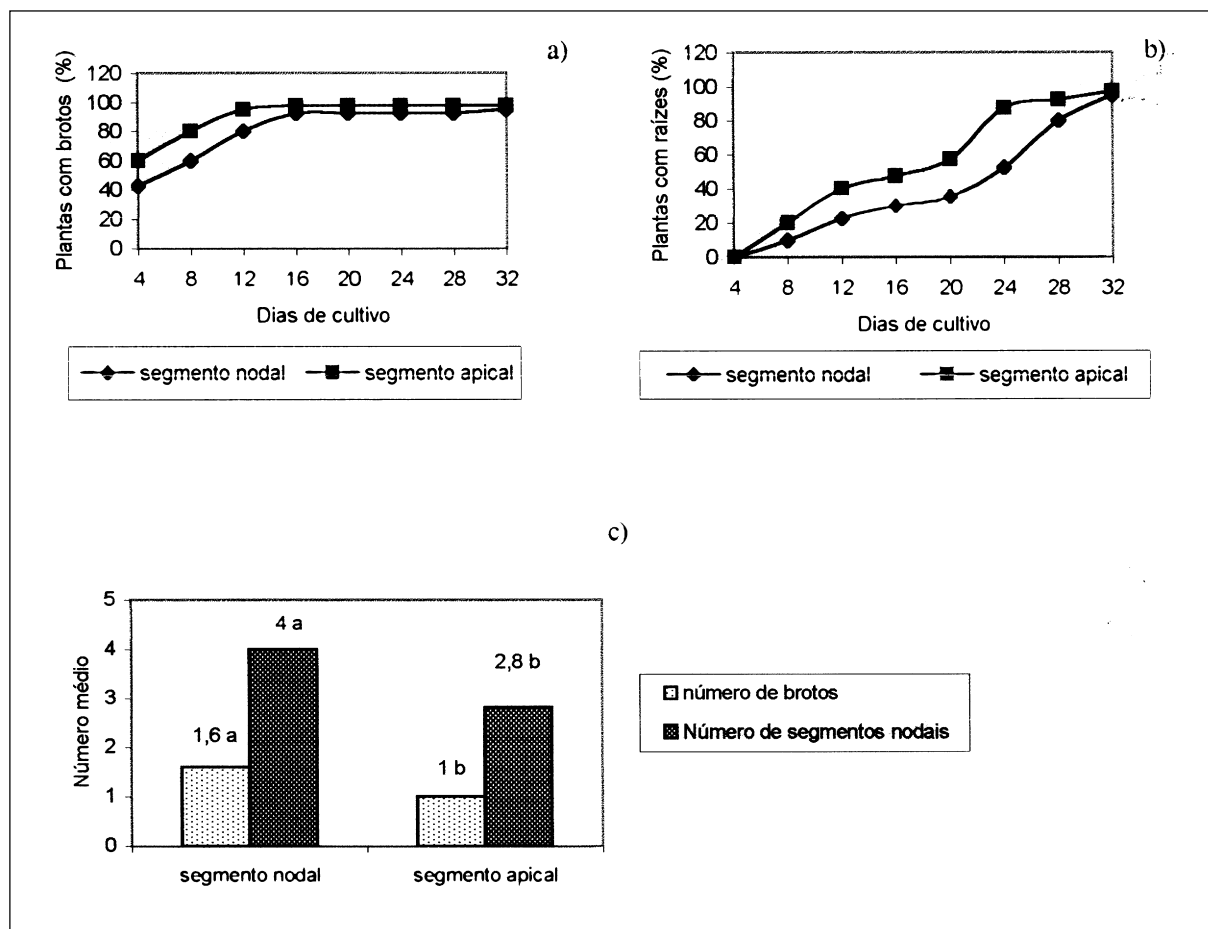 a)
Plantas com brotos (%)
120
100
80
60
40
20
0
4 8 12 16 20 24 28 32
Dias de cultivo
segmento nodal segmento apical
b)
Plantas com raízes (%)
120
100
80
60
40
20
0
4 8 12 16 20 24 28 32
Dias de cultivo
segmento nodal segmento apical
c)
Número médio
5
4
3
2
1
0
1,6 a
4 a
1 b
2,8 b
segmento nodal segmento apical
número de brotos
Número de segmentos nodais